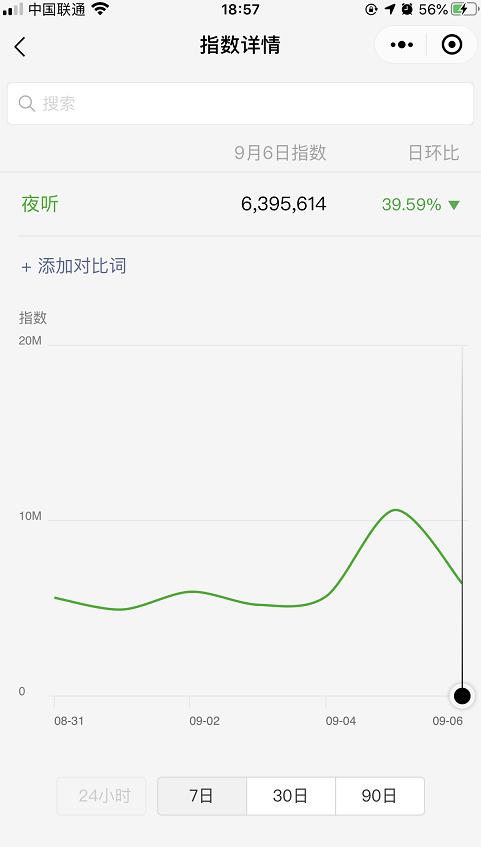 中国联通 18:57 56%
指数详情
搜索
9月6日指数 日环比
夜听 6,395,614 39.59%
+ 添加对比词
指数
20M
10M
0
08-31 09-02 09-04 09-06
24小时 7日 30日 90日